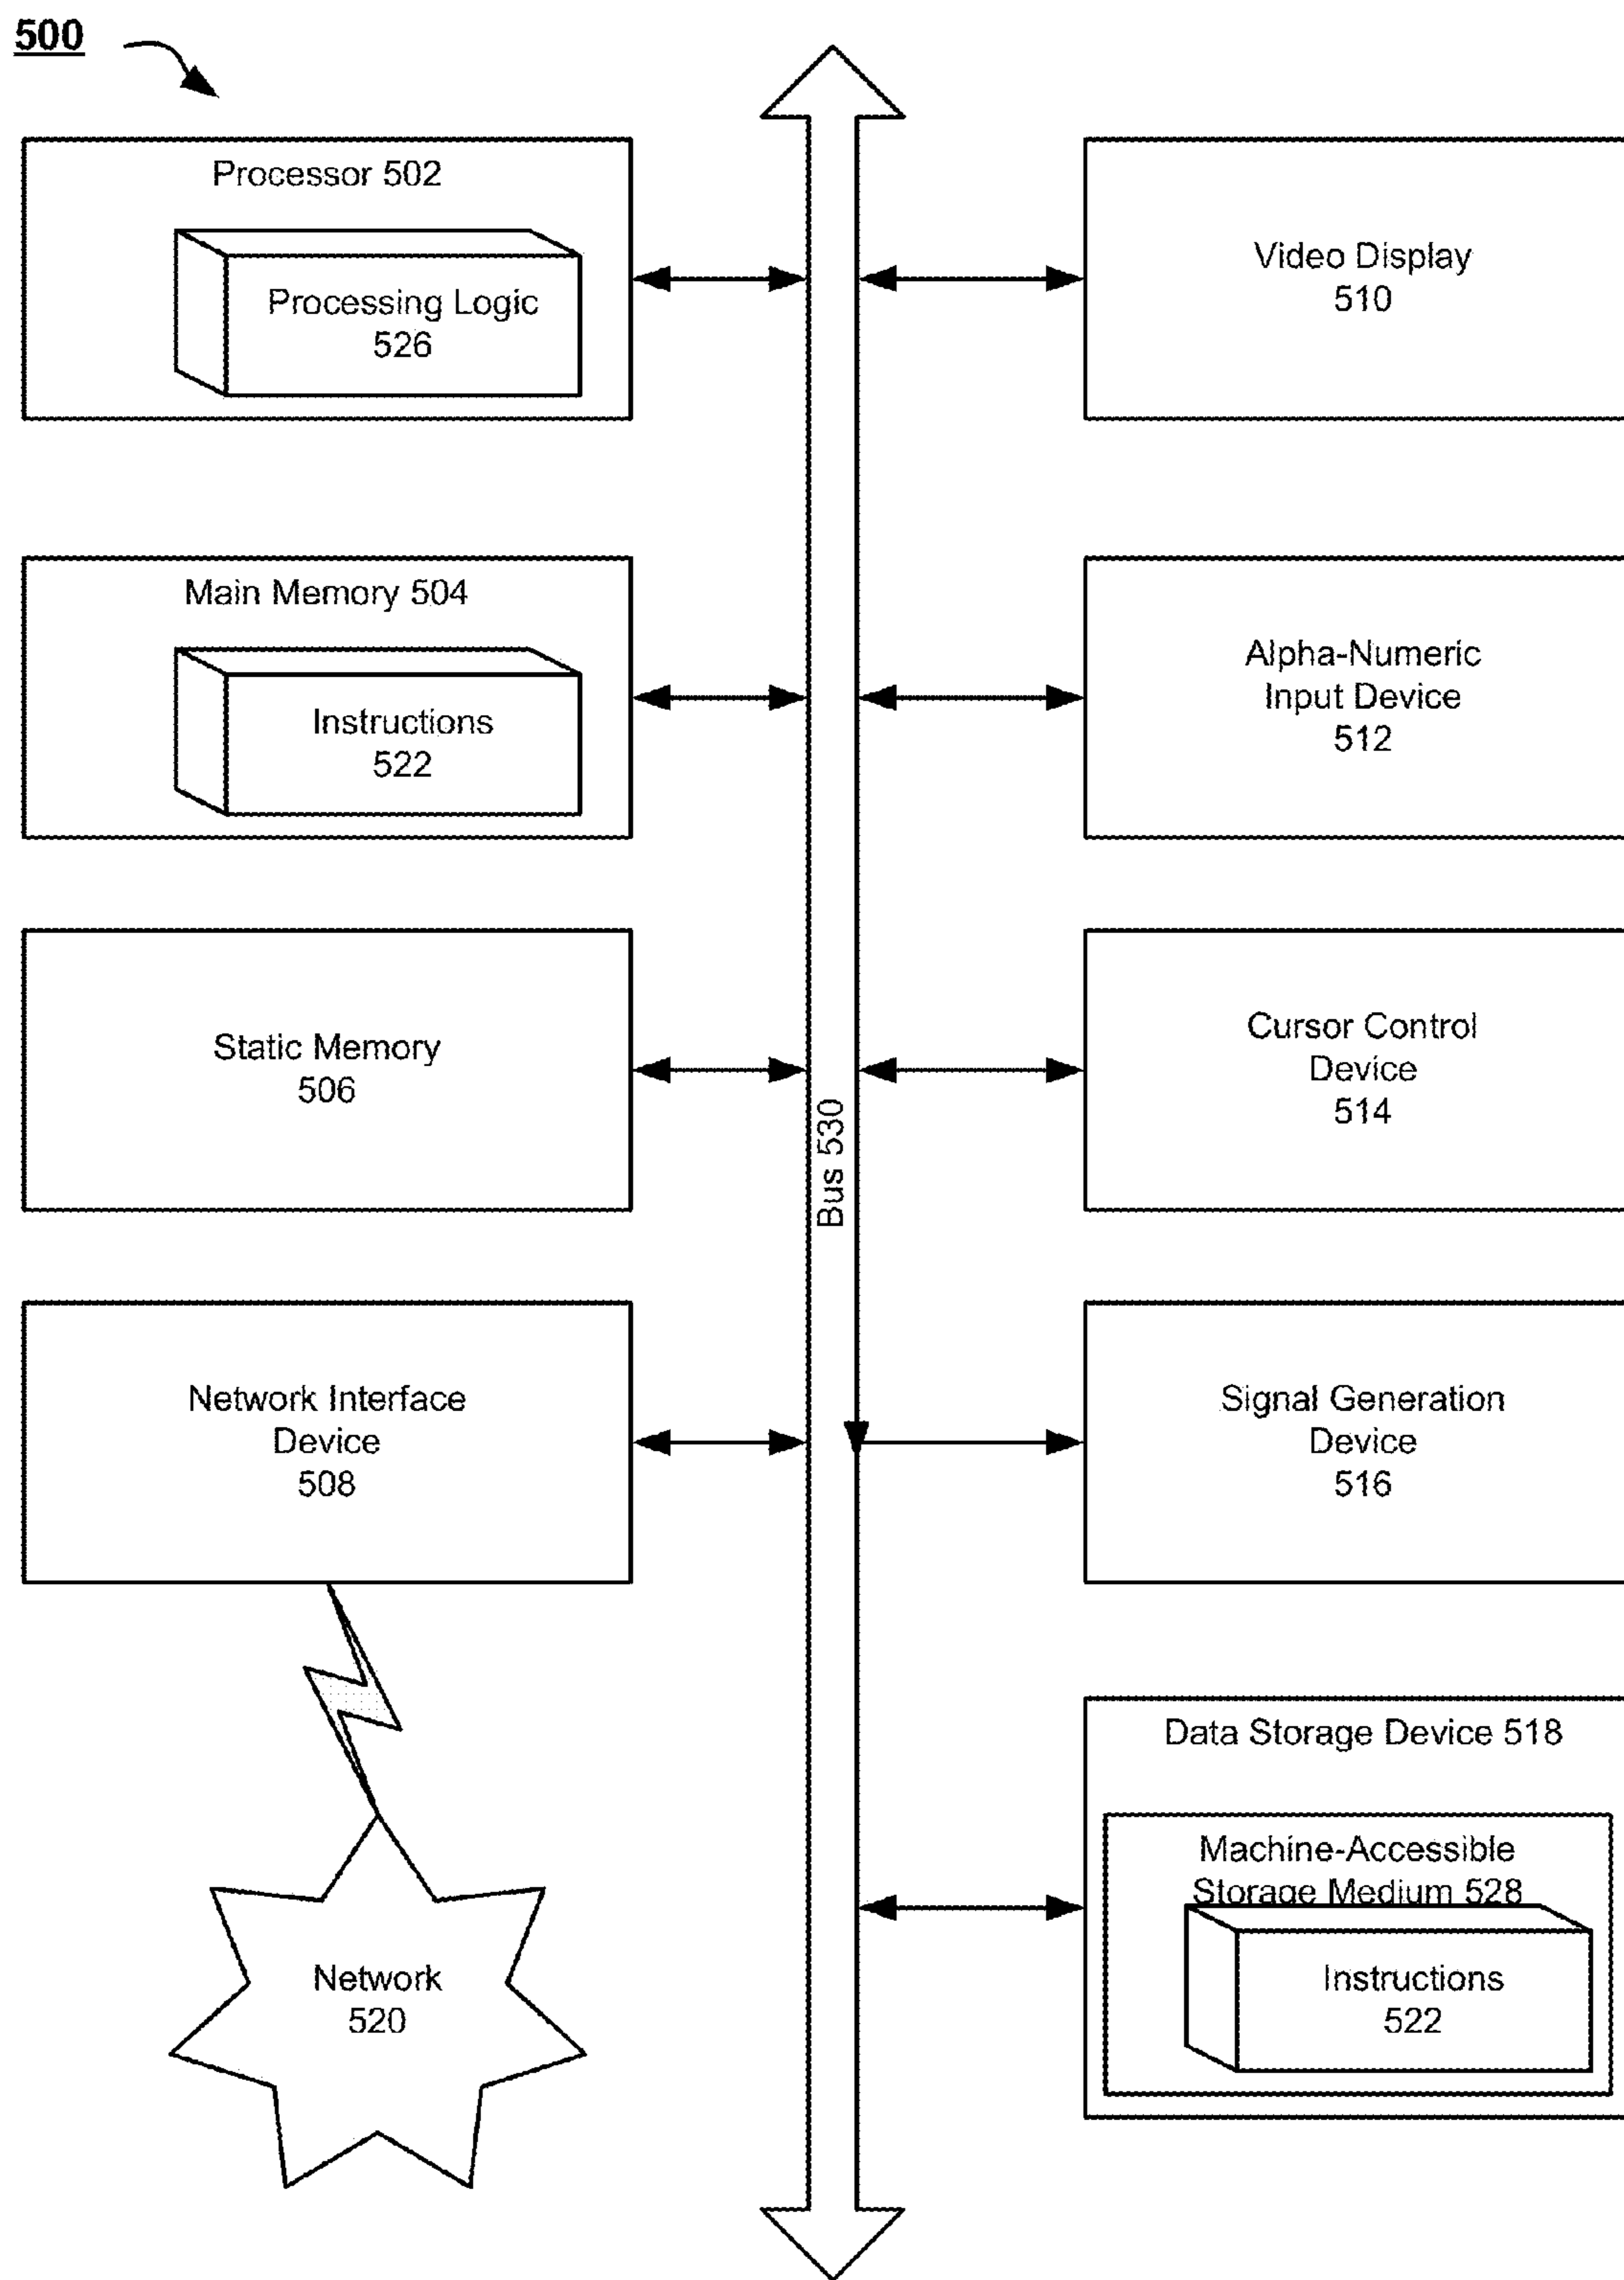 500
Processor 502
Processing Logic
526
Video Display
510
Main Memory 504
Instructions
522
Alpha-Numeric
Input Device
512
Static Memory
506
Cursor Control
Device
514
Bus 530
Network Interface
Device
508
Signal Generation
Device
516
Data Storage Device 518
Machine-Accessible
Storage Medium 528
Instructions
522
Network
520